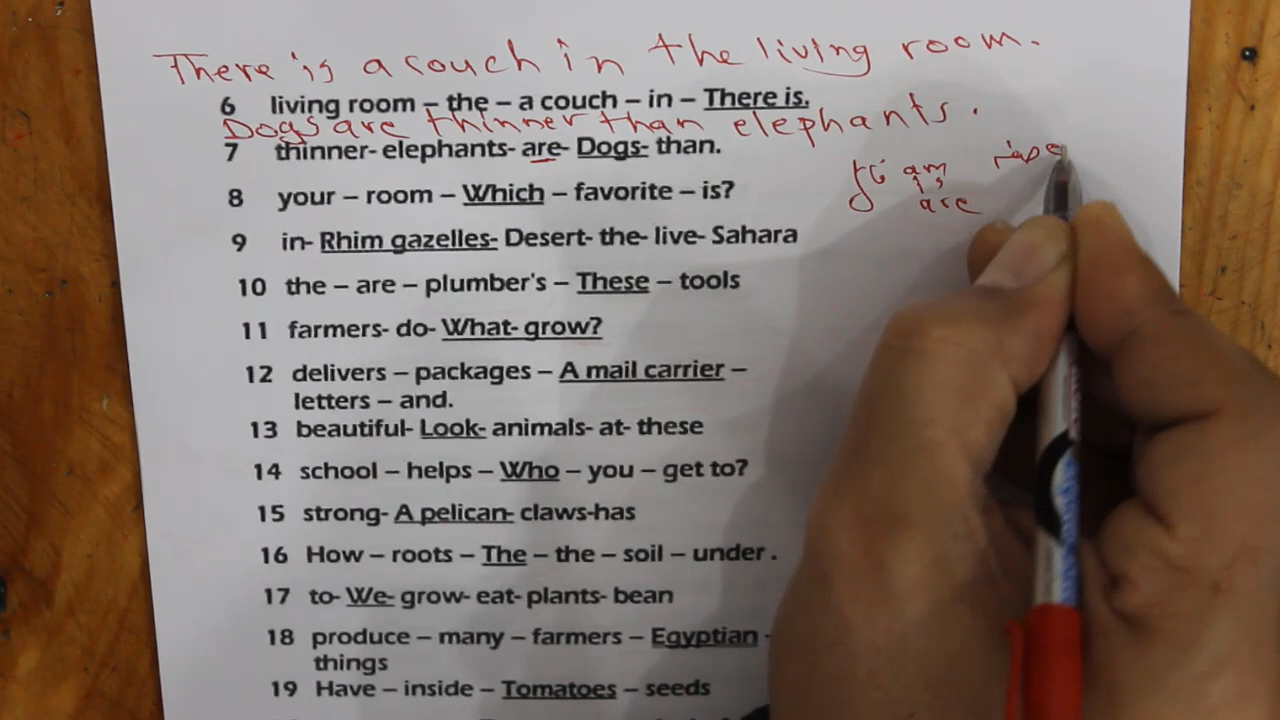 There is a couch in the living room.
6 living room – the – a couch – in – There is.
Dogs are thinner than elephants.
7 thinner- elephants- are- Dogs- than.
am
is
are
8 your – room – Which – favorite – is?
9 in- Rhim gazelles- Desert- the- live- Sahara
10 the – are – plumber's – These – tools
11 farmers- do- What- grow?
12 delivers – packages – A mail carrier –
letters – and.
13 beautiful- Look- animals- at- these
14 school – helps – Who – you – get to?
15 strong- A pelican- claws-has
16 How – roots – The – the – soil – under .
17 to- We- grow- eat- plants- bean
18 produce – many – farmers – Egyptian -
things
19 Have – inside – Tomatoes – seeds